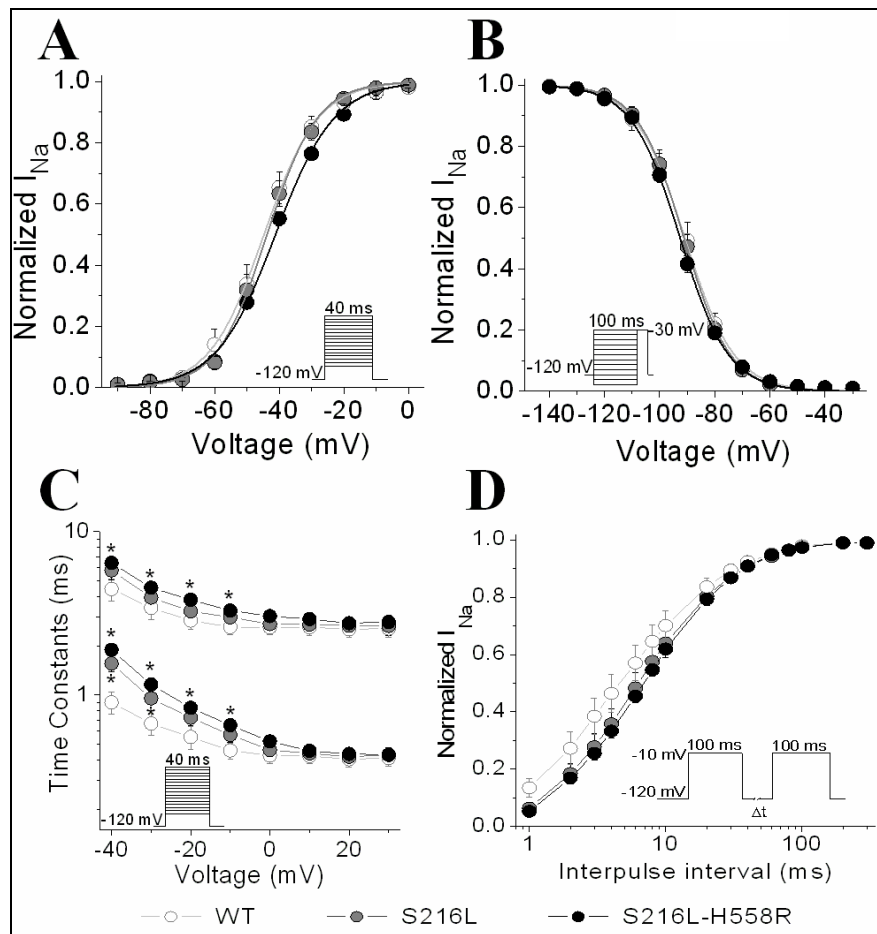 A
1.0
0.8
0.6
0.4
0.2
0.0
Normalized I_Na
-80
-60
-40
-20
0
Voltage (mV)
40 ms
-120 mV
B
1.0
0.8
0.6
0.4
0.2
0.0
Normalized I_Na
-140
-120
-100
-80
-60
-40
Voltage (mV)
100 ms
-30 mV
-120 mV
C
10
1
Time Constants (ms)
* * * *
* * * *
* *
-40
-20
0
20
Voltage (mV)
40 ms
-120 mV
D
1.0
0.8
0.6
0.4
0.2
0.0
Normalized I_Na
1
10
100
Interpulse interval (ms)
-10 mV
100 ms
100 ms
-120 mV
Δt
WT
S216L
S216L-H558R